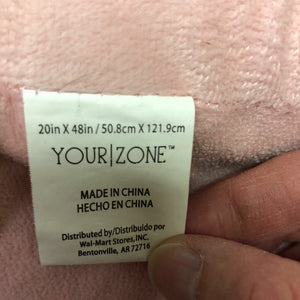 20in X 48in / 50.8cm X 121.9cm
YOUR|ZONE™
MADE IN CHINA
HECHO EN CHINA
Distributed by/Distribuido por
Wal-Mart Stores,INC.
Bentonville, AR 72716